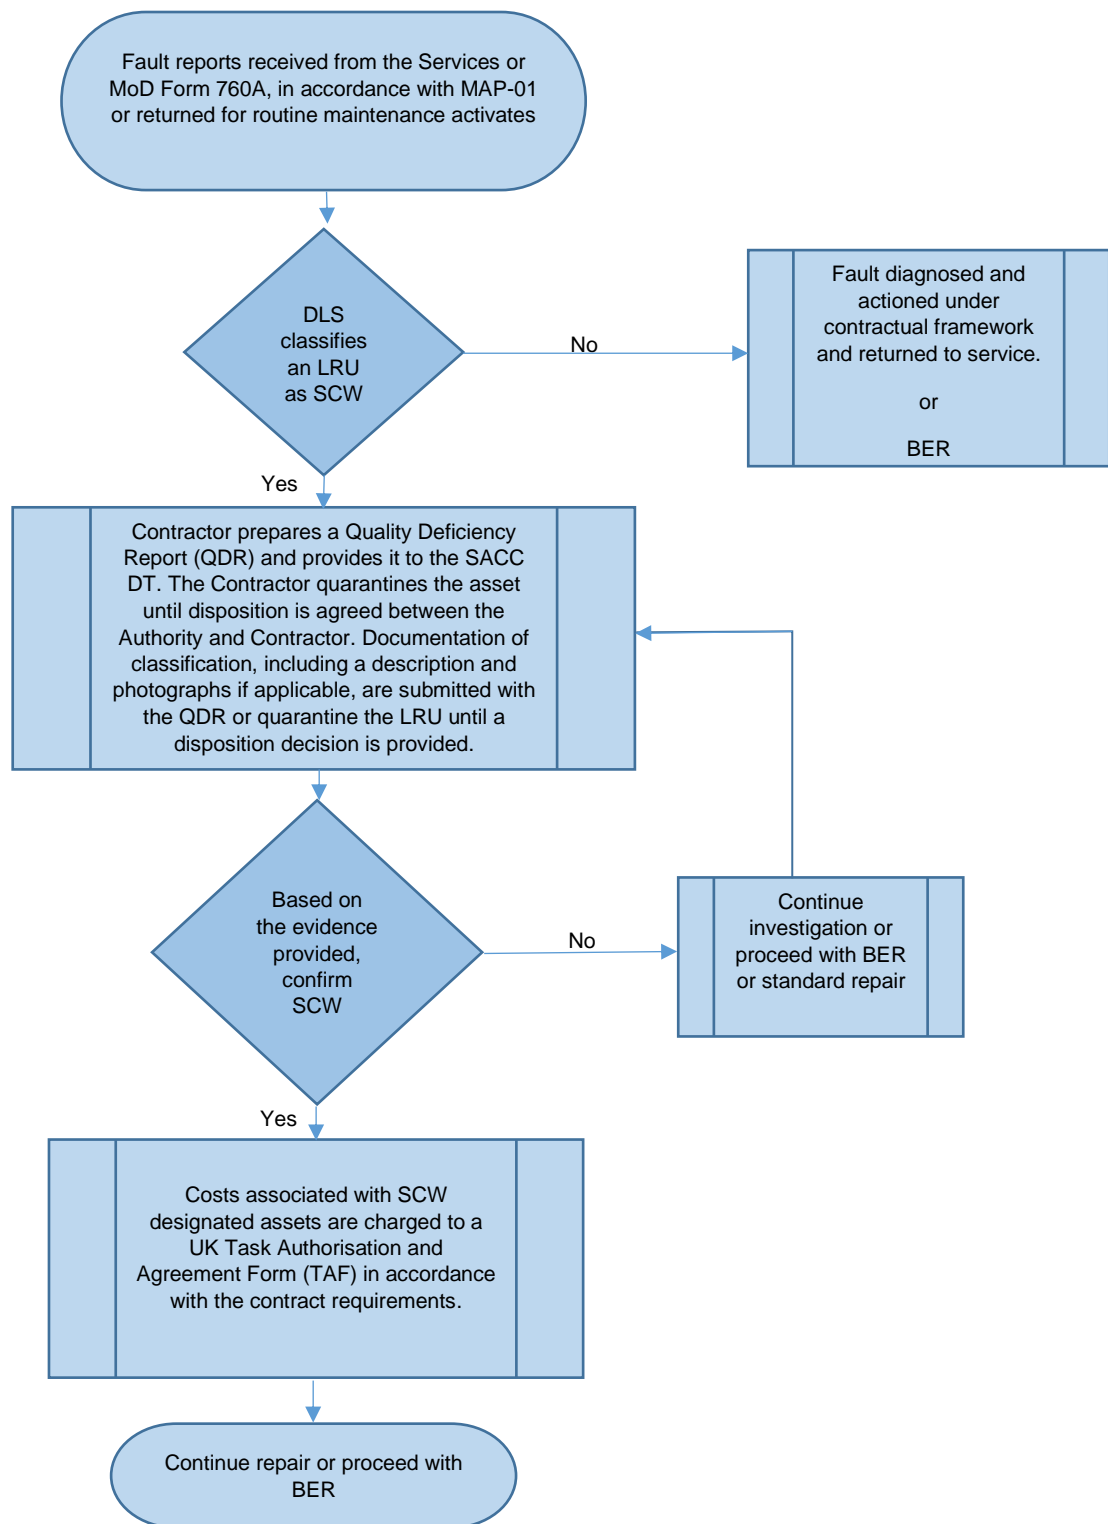 Fault reports received from the Services or
MoD Form 760A, in accordance with MAP-01
or returned for routine maintenance activates
DLS
classifies
an LRU
as SCW
No
Fault diagnosed and
actioned under
contractual framework
and returned to service.
or
BER
Yes
Contractor prepares a Quality Deficiency
Report (QDR) and provides it to the SACC
DT. The Contractor quarantines the asset
until disposition is agreed between the
Authority and Contractor. Documentation of
classification, including a description and
photographs if applicable, are submitted with
the QDR or quarantine the LRU until a
disposition decision is provided.
Based on
the evidence
provided,
confirm
SCW
No
Continue
investigation or
proceed with BER
or standard repair
Yes
Costs associated with SCW
designated assets are charged to a
UK Task Authorisation and
Agreement Form (TAF) in accordance
with the contract requirements.
Continue repair or proceed with
BER